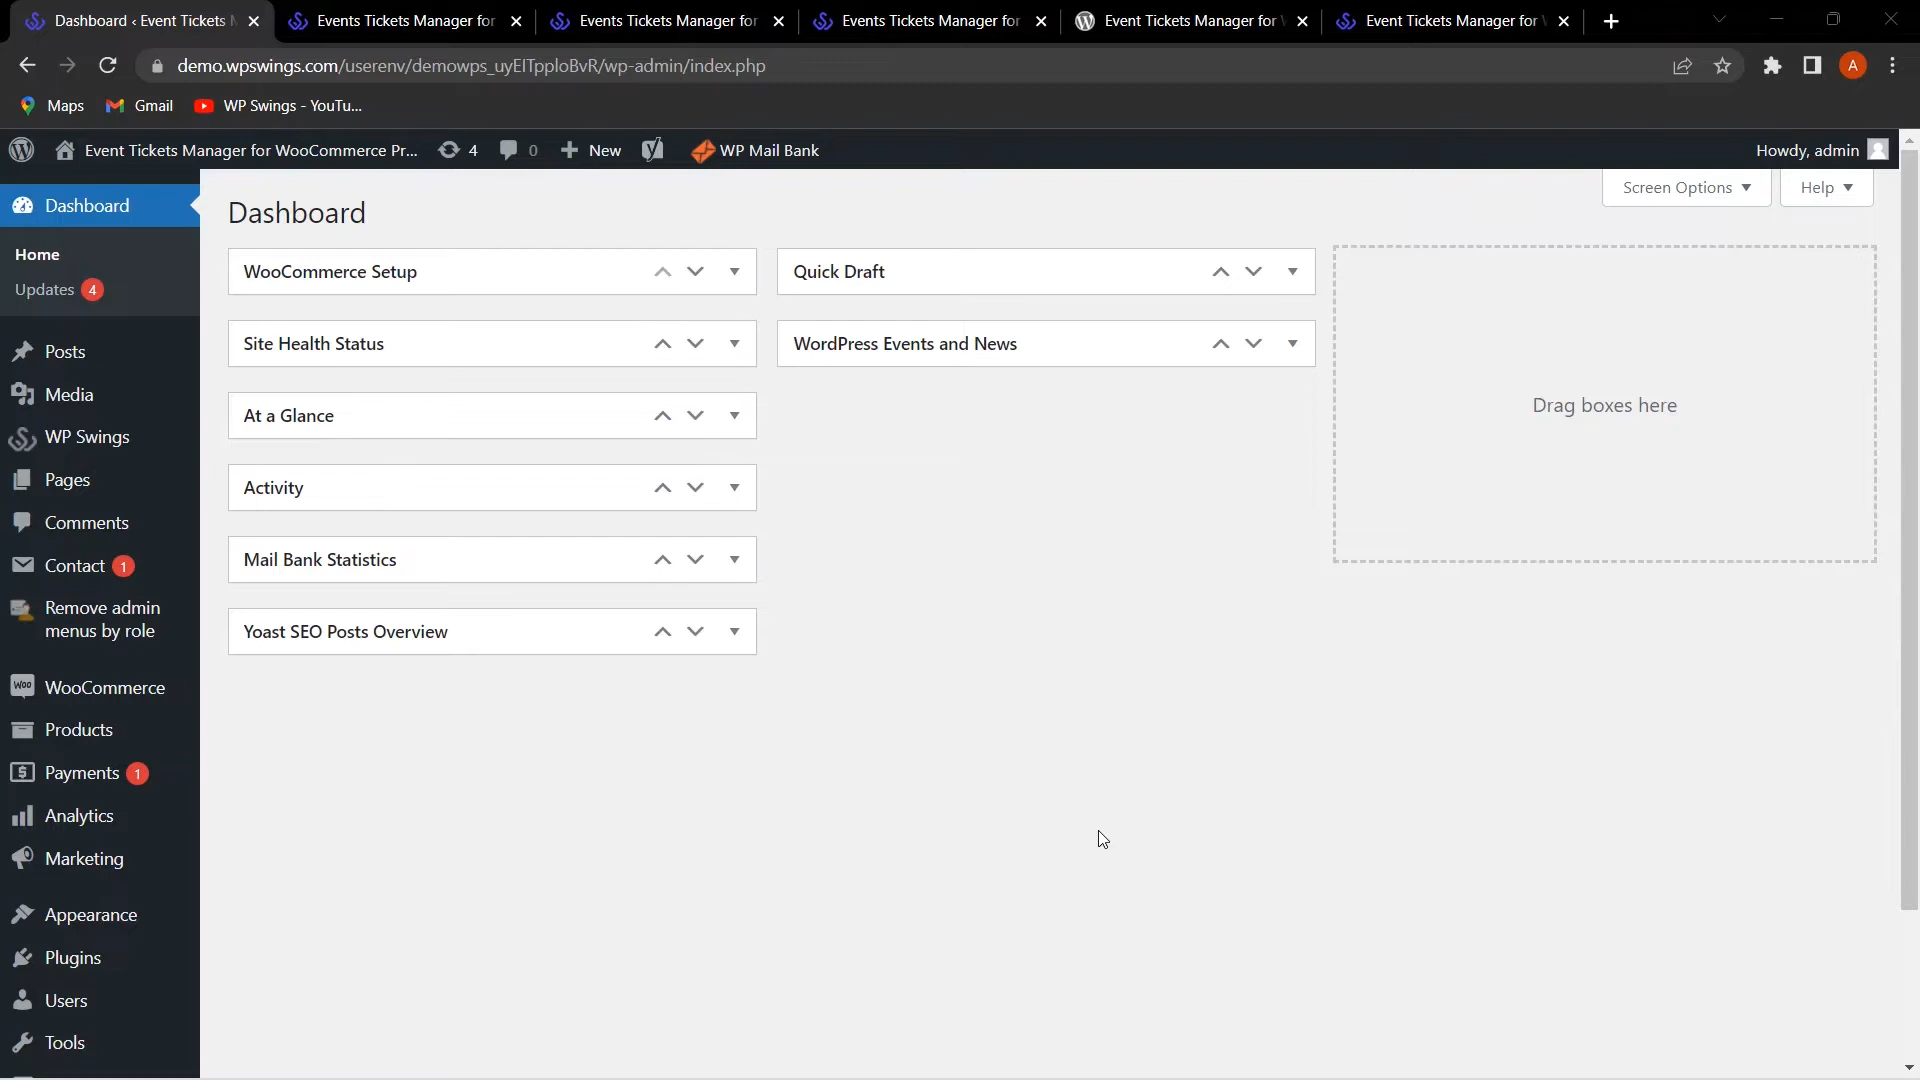 Dashboard ‹ Event Tickets M
Events Tickets Manager for
Events Tickets Manager for
Events Tickets Manager for
Event Tickets Manager for
Event Tickets Manager for
demo.wpswings.com/userenv/demowps_uyEITpploBvR/wp-admin/index.php
A
Maps
Gmail
WP Swings - YouTu...
Event Tickets Manager for WooCommerce Pr...
4
0
New
WP Mail Bank
Howdy, admin
Dashboard
Home
Updates 4
Posts
Media
WP Swings
Pages
Comments
Contact 1
Remove admin
menus by role
Woo
WooCommerce
Products
Payments 1
Analytics
Marketing
Appearance
Plugins
Users
Tools
Screen Options
Help
Dashboard
WooCommerce Setup
Site Health Status
At a Glance
Activity
Mail Bank Statistics
Yoast SEO Posts Overview
Quick Draft
WordPress Events and News
Drag boxes here